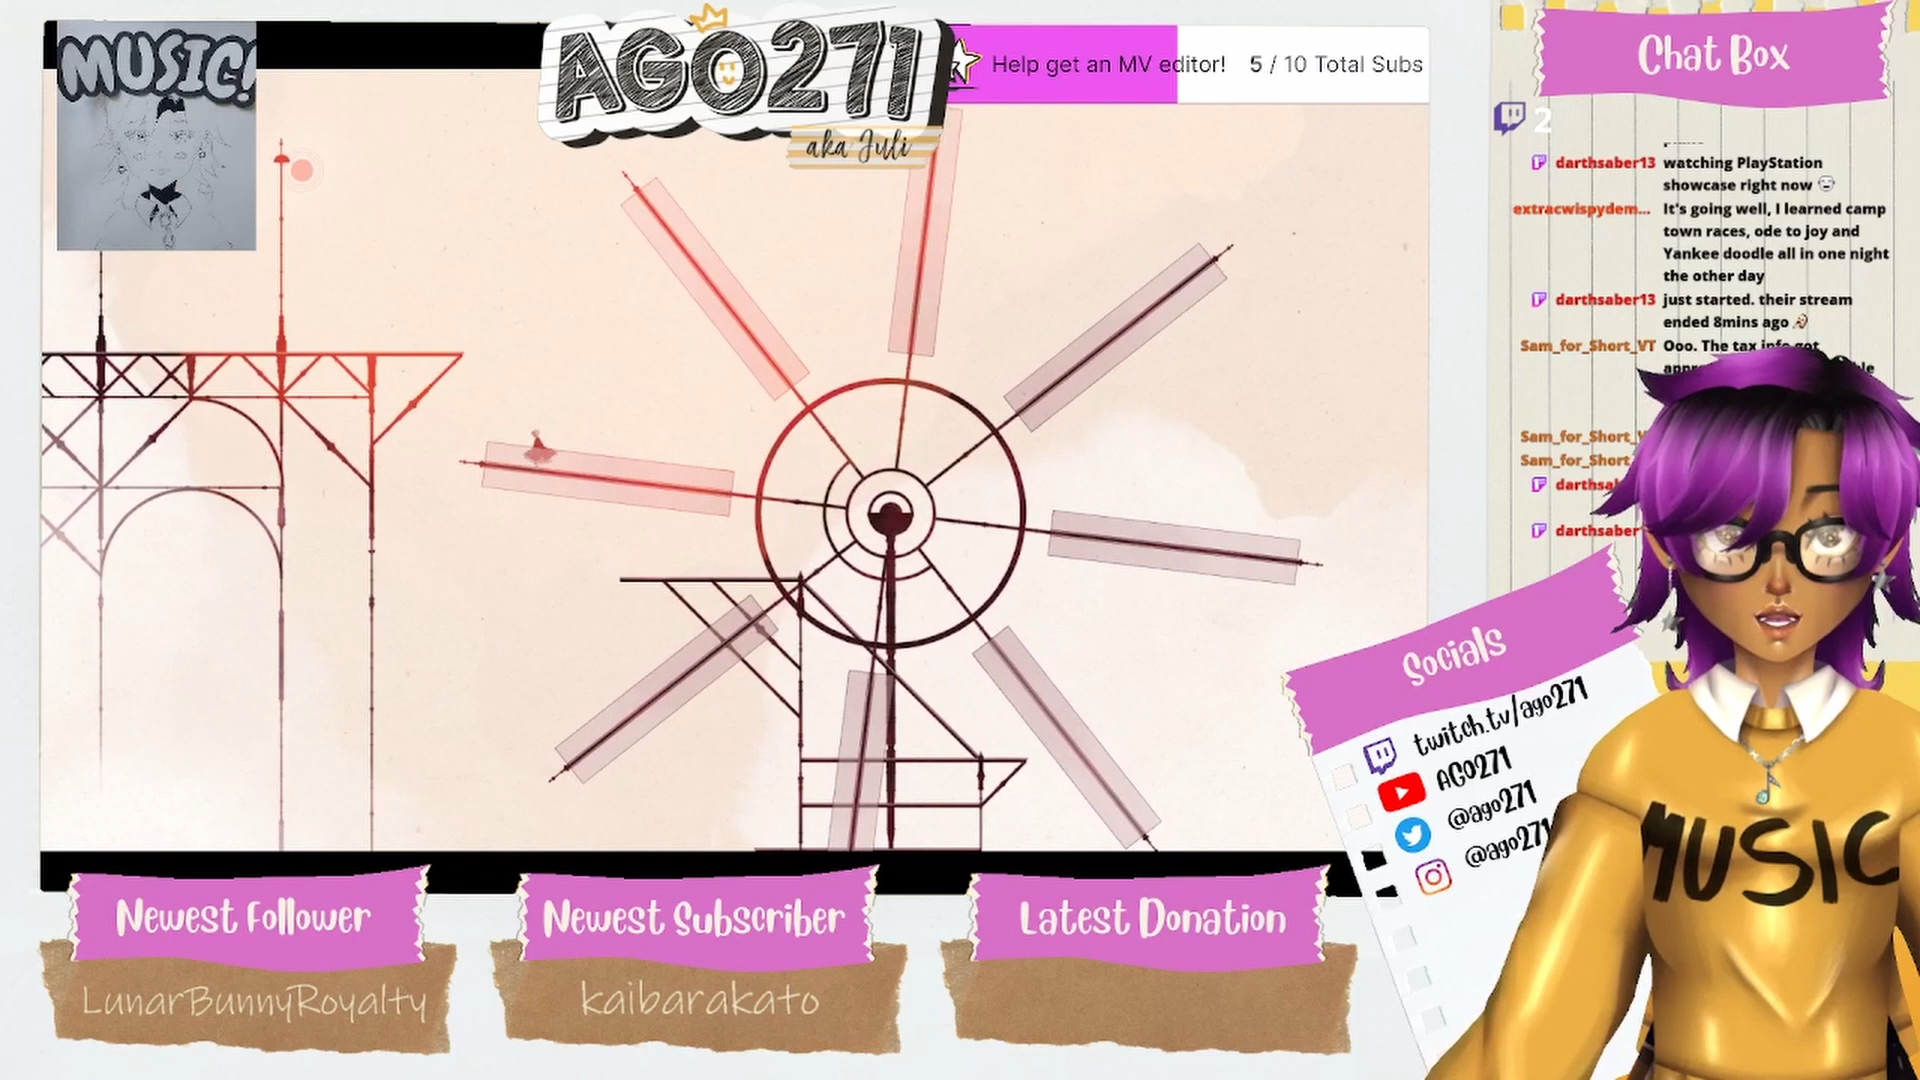 MUSIC!
AGO271
aka Juli
Help get an MV editor! 5 / 10 Total Subs
Chat Box
2
darthsaber13 watching PlayStation
showcase right now
extracwispydem... It's going well, I learned camp
town races, ode to joy and
Yankee doodle all in one night
the other day
darthsaber13 just started. their stream
ended 8mins ago
Sam_for_Short_VT Ooo. The tax info got
Sam_for_Short
Socials
twitch.tv/ago271
AGO271
@ago271
@ago271
MUSIC
Newest Follower
LunarBunnyRoyalty
Newest Subscriber
kaibarakato
Latest Donation